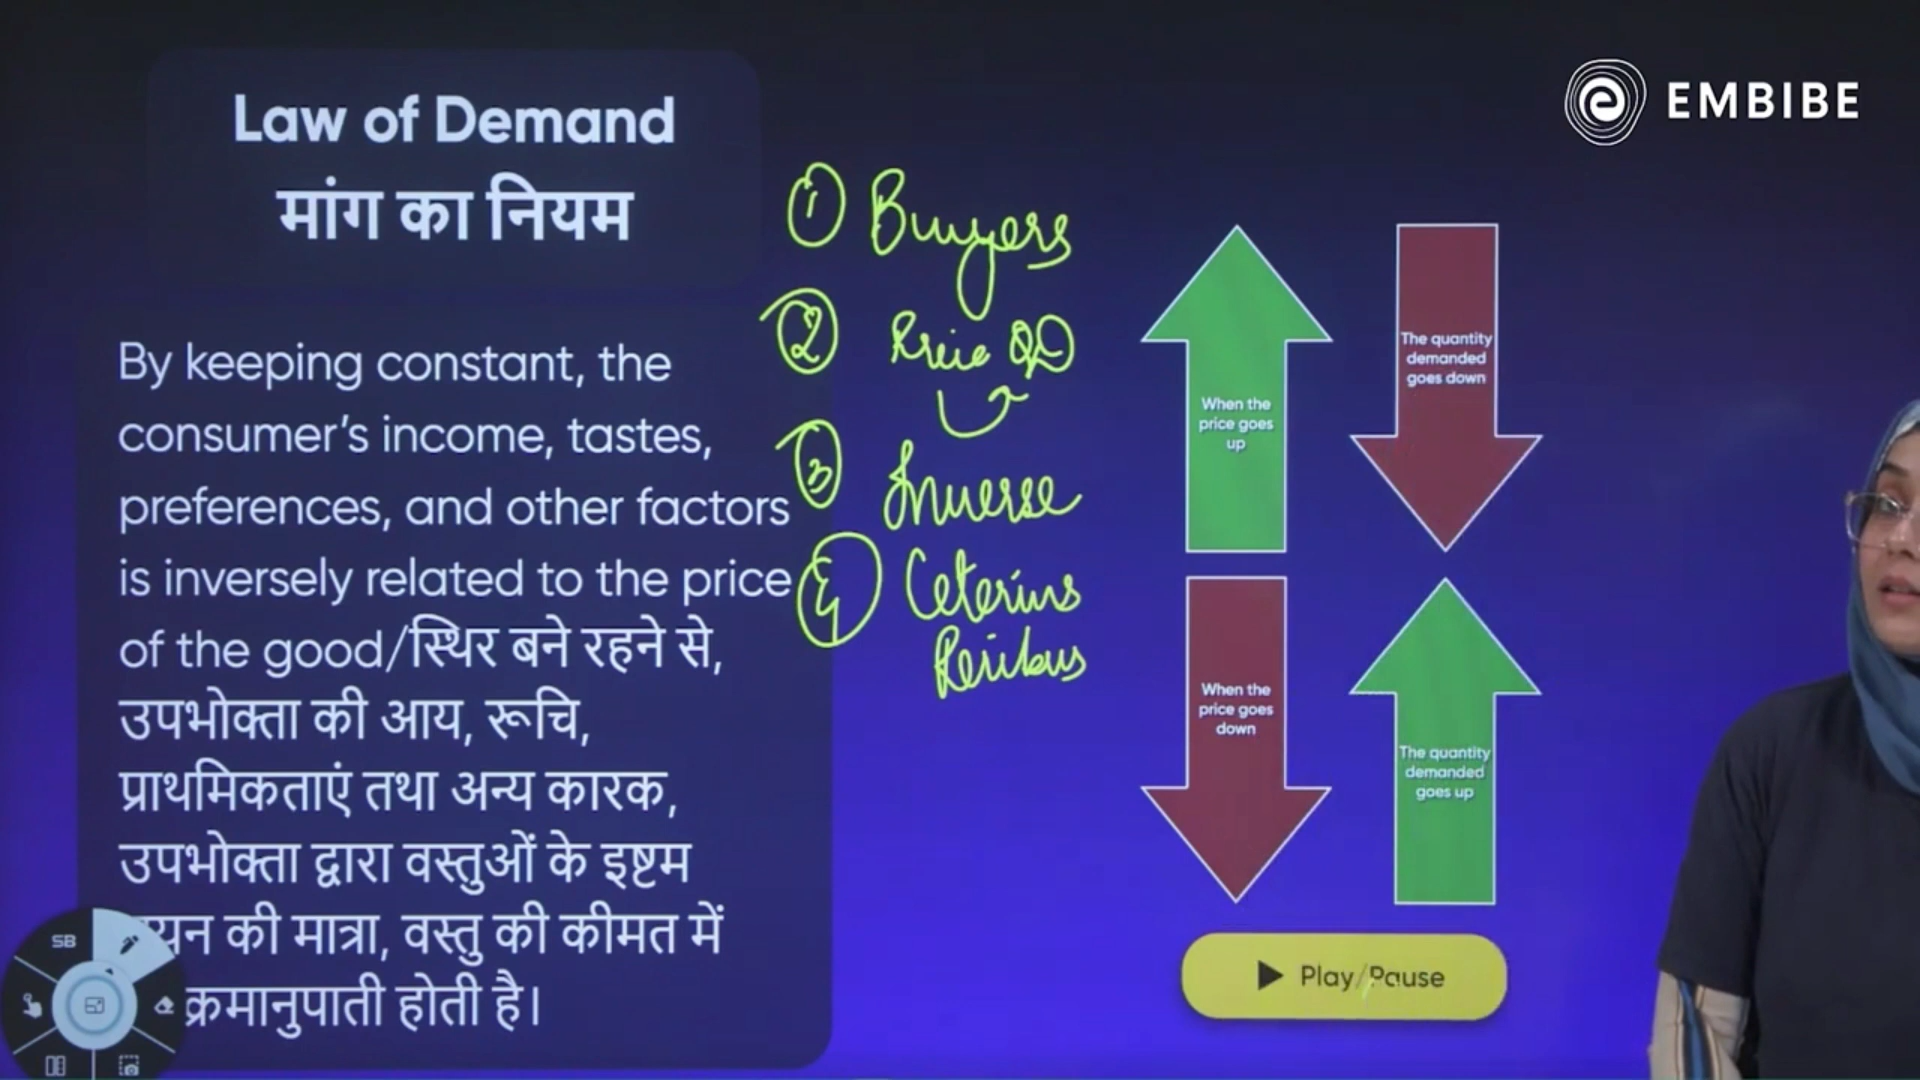 EMBIBE
Law of Demand
मांग का नियम
By keeping constant, the
consumer's income, tastes,
preferences, and other factors
is inversely related to the price
of the good/स्थिर बने रहने से,
उपभोक्ता की आय, रूचि,
प्राथमिकताएं तथा अन्य कारक,
उपभोक्ता द्वारा वस्तुओं के इष्टम
की मात्रा, वस्तु की कीमत में
क्रमानुपाती होती है।
1 Buyers
2 QD
3 Inverse
4 Ceterius
When the
price goes
up
The quantity
demanded
goes down
When the
price goes
down
The quantity
demanded
goes up
Play/Pause
SB